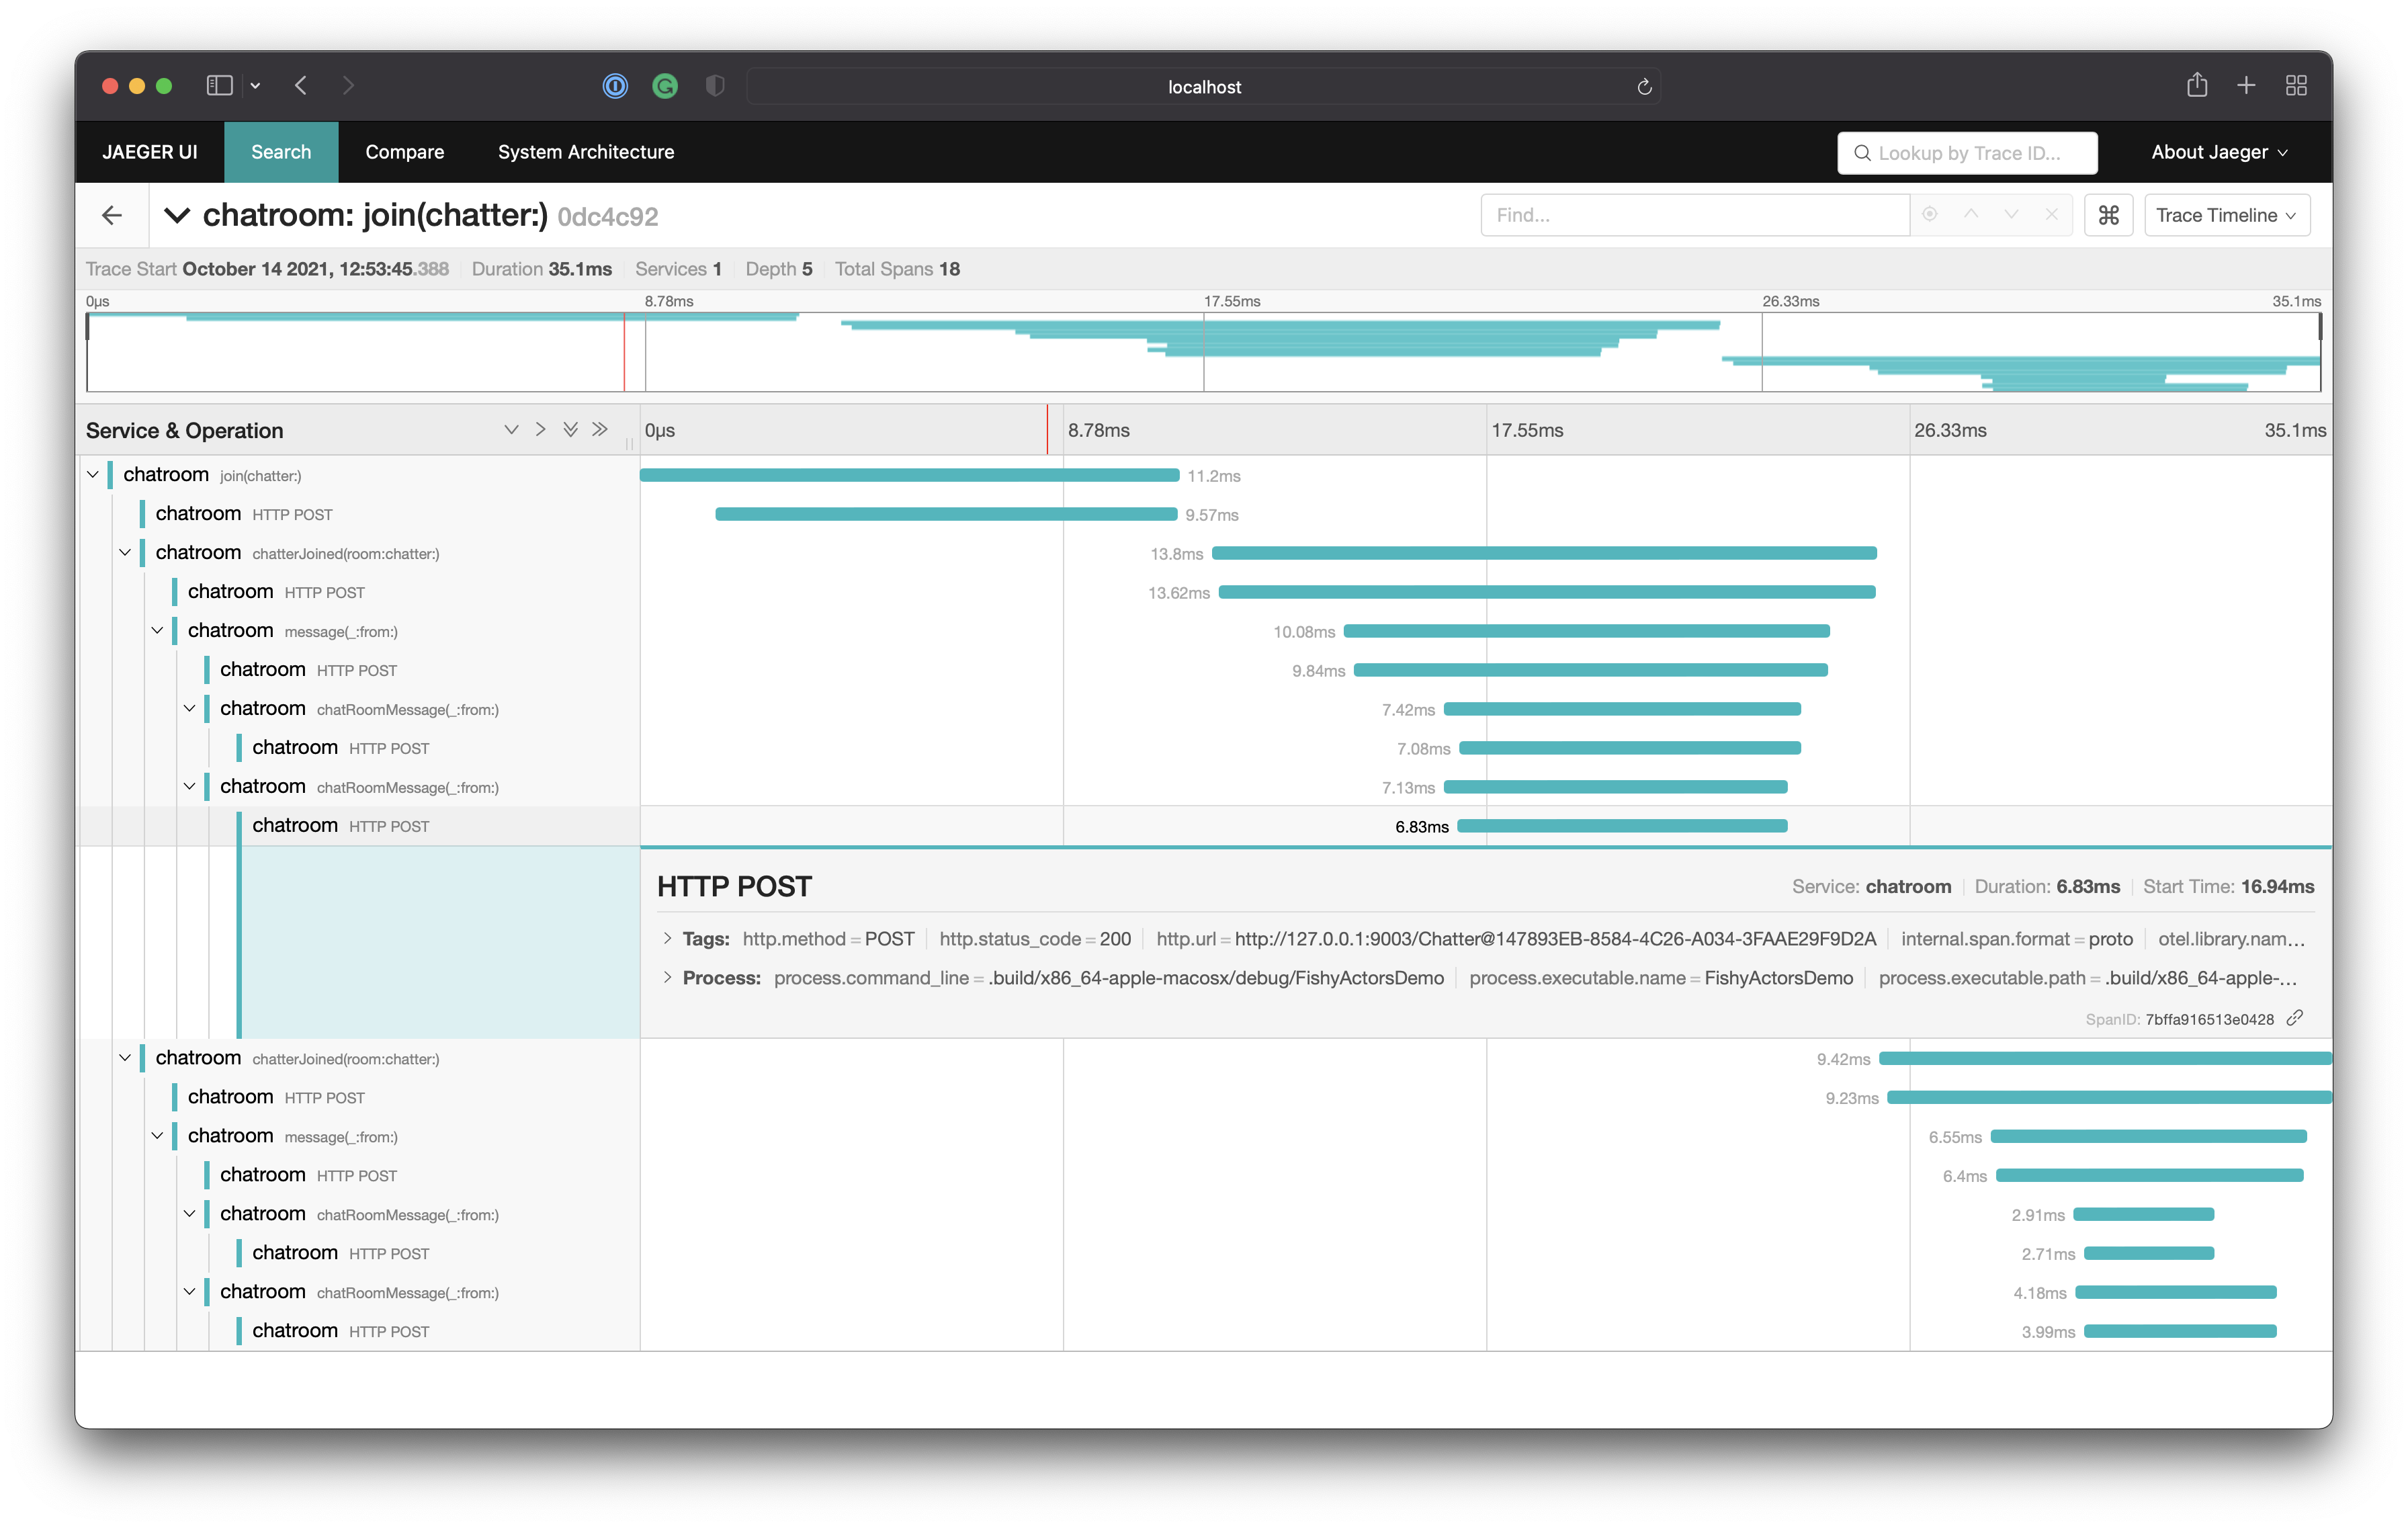 localhost
JAEGER UI Search Compare System Architecture Lookup by Trace ID... About Jaeger
chatroom: join(chatter:) 0dc4c92 Find... Trace Timeline
Trace Start October 14 2021, 12:53:45.388 Duration 35.1ms Services 1 Depth 5 Total Spans 18
0μs 8.78ms 17.55ms 26.33ms 35.1ms
Service & Operation 0μs 8.78ms 17.55ms 26.33ms 35.1ms
chatroom join(chatter:) 11.2ms
chatroom HTTP POST 9.57ms
chatroom chatterJoined(room:chatter:) 13.8ms
chatroom HTTP POST 13.62ms
chatroom message(_:from:) 10.08ms
chatroom HTTP POST 9.84ms
chatroom chatRoomMessage(_:from:) 7.42ms
chatroom HTTP POST 7.08ms
chatroom chatRoomMessage(_:from:) 7.13ms
chatroom HTTP POST 6.83ms
HTTP POST Service: chatroom Duration: 6.83ms Start Time: 16.94ms
Tags: http.method = POST http.status_code = 200 http.url = http://127.0.0.1:9003/Chatter@147893EB-8584-4C26-A034-3FAAE29F9D2A internal.span.format = proto otel.library.nam...
Process: process.command_line = .build/x86_64-apple-macosx/debug/FishyActorsDemo process.executable.name = FishyActorsDemo process.executable.path = .build/x86_64-apple-...
SpanID: 7bffa916513e0428
chatroom chatterJoined(room:chatter:) 9.42ms
chatroom HTTP POST 9.23ms
chatroom message(_:from:) 6.55ms
chatroom HTTP POST 6.4ms
chatroom chatRoomMessage(_:from:) 2.91ms
chatroom HTTP POST 2.71ms
chatroom chatRoomMessage(_:from:) 4.18ms
chatroom HTTP POST 3.99ms